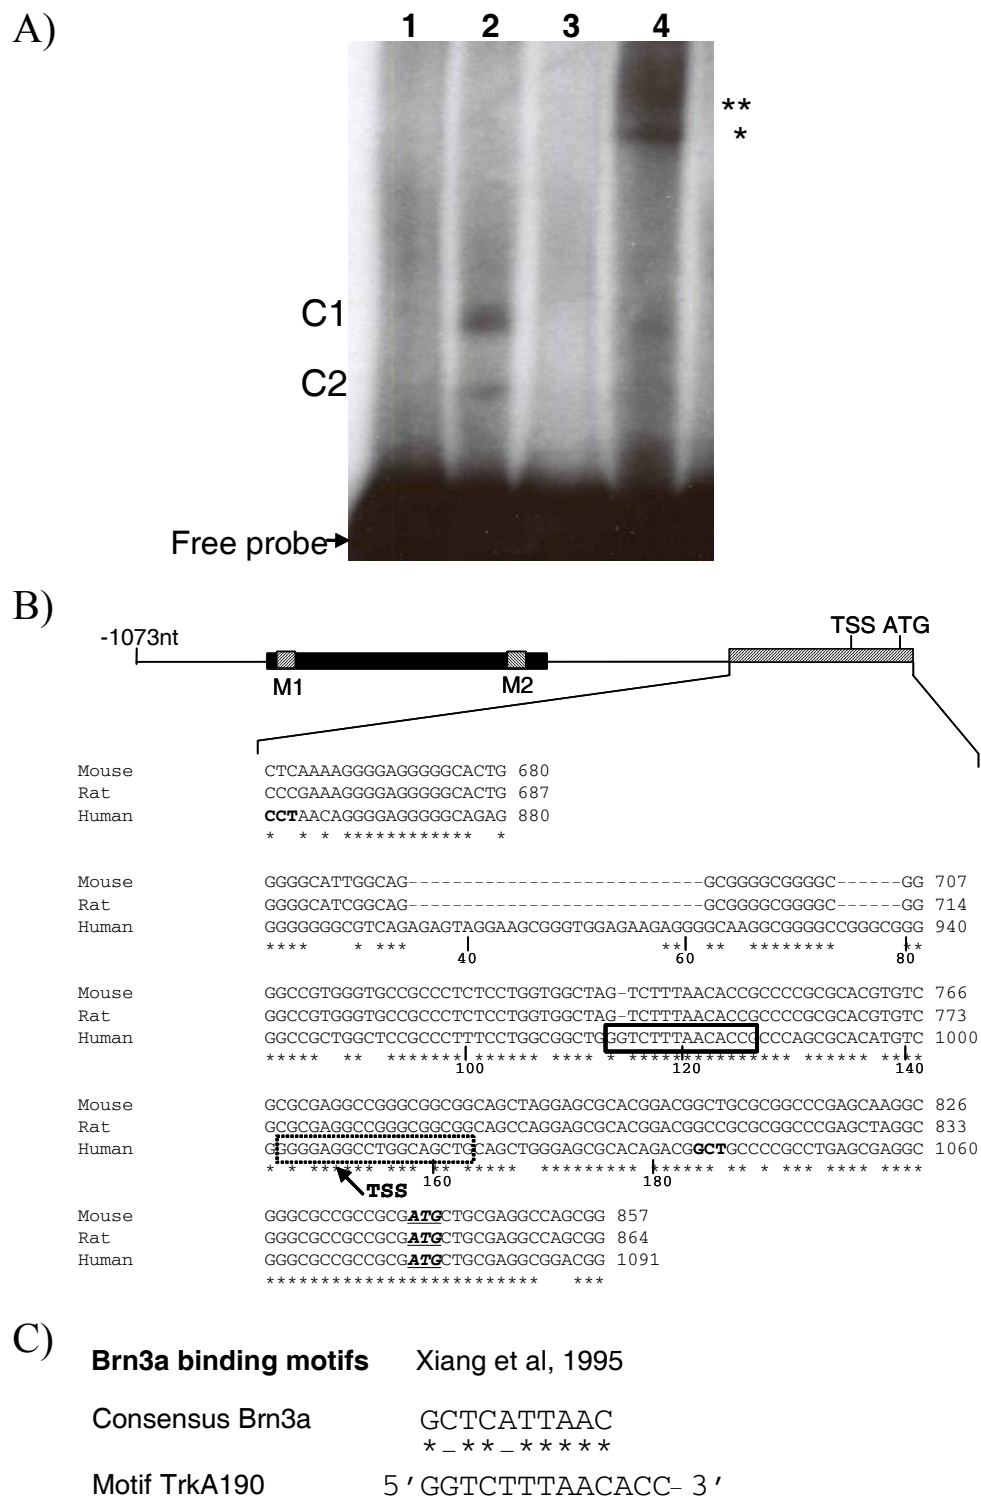 A)
1 2 3 4
**
*
C1
C2
Free probe
B)
-1073nt
TSS ATG
M1
M2
Mouse CTCAAAAGGGGAGGGGGCACTG 680
Rat CCCGAAAGGGGAGGGGGCACTG 687
Human CCTAACAGGGGAGGGGGCAGAG 880
*  * * ************  *
Mouse GGGGCATTGGCAG---------------------------GCGGGGCGGGGC------GG 707
Rat GGGGCATCGGCAG---------------------------GCGGGGCGGGGC------GG 714
Human GGGGGGGCGTCAGAGAGTAGGAAGCGGGTGGAGAAGAGGGGCAAGGCGGGGCCGGGCGGG 940
****    * ***                       ** **  ********      **
40 60 80
Mouse GGCCGTGGGTGCCGCCCTCTCCTGGTGGCTAG-TCTTTAACACCGCCCCGCGCACGTGTC 766
Rat GGCCGTGGGTGCCGCCCTCTCCTGGTGGCTAG-TCTTTAACACCGCCCCGCGCACGTGTC 773
Human GGCCGCTGGCTCCGCCCTTTCCTGGCGGCTGGGTCTTTAACACCGCCCAGCGCACATGTC 1000
*****  **  ******* ****** **** * *************** ****** ****
100 120 140
Mouse GCGCGAGGCCGGGCGGCGGCAGCTAGGAGCGCACGGACGGCTGCGCGGCCCGAGCAAGGC 826
Rat GCGCGAGGCCGGGCGGCGGCAGCCAGGAGCGCACGGACGGCCGCGCGGCCCGAGCTAGGC 833
Human GGGGGAGGCCTGGCAGCTGCAGCTGGGAGCGCACAGACGGCTGCCCCGCCTGAGCGAGGC 1060
* * ****** *** ** *****  ********* ****** ** * *** **** ****
160 180
TSS
Mouse GGGCGCCGCCGCGATGCTGCGAGGCCAGCGG 857
Rat GGGCGCCGCCGCGATGCTGCGAGGCCAGCGG 864
Human GGGCGCCGCCGCGATGCTGCGAGGCGGACGG 1091
*************************   ***
C)
Brn3a binding motifs Xiang et al, 1995
Consensus Brn3a GCTCATTAAC
*-**-*****
Motif TrkA190 5'GGTCTTTAACACC-3'